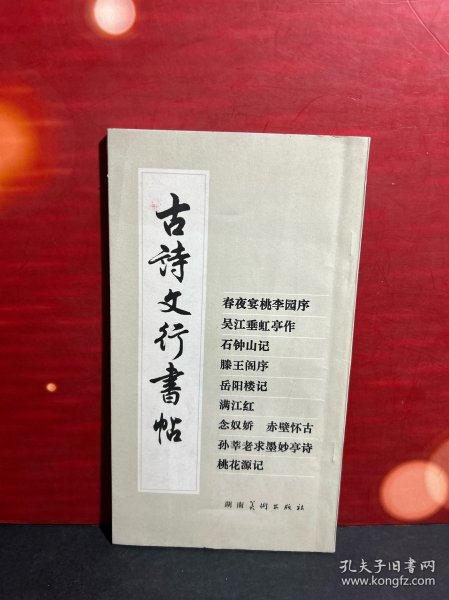 古詩文行書帖
春夜宴桃李园序
吴江垂虹亭作
石钟山记
滕王阁序
岳阳楼记
满江红
念奴娇 赤壁怀古
孙莘老求墨妙亭诗
桃花源记
湖南美术出版社
孔夫子旧书网
www.kongfz.com